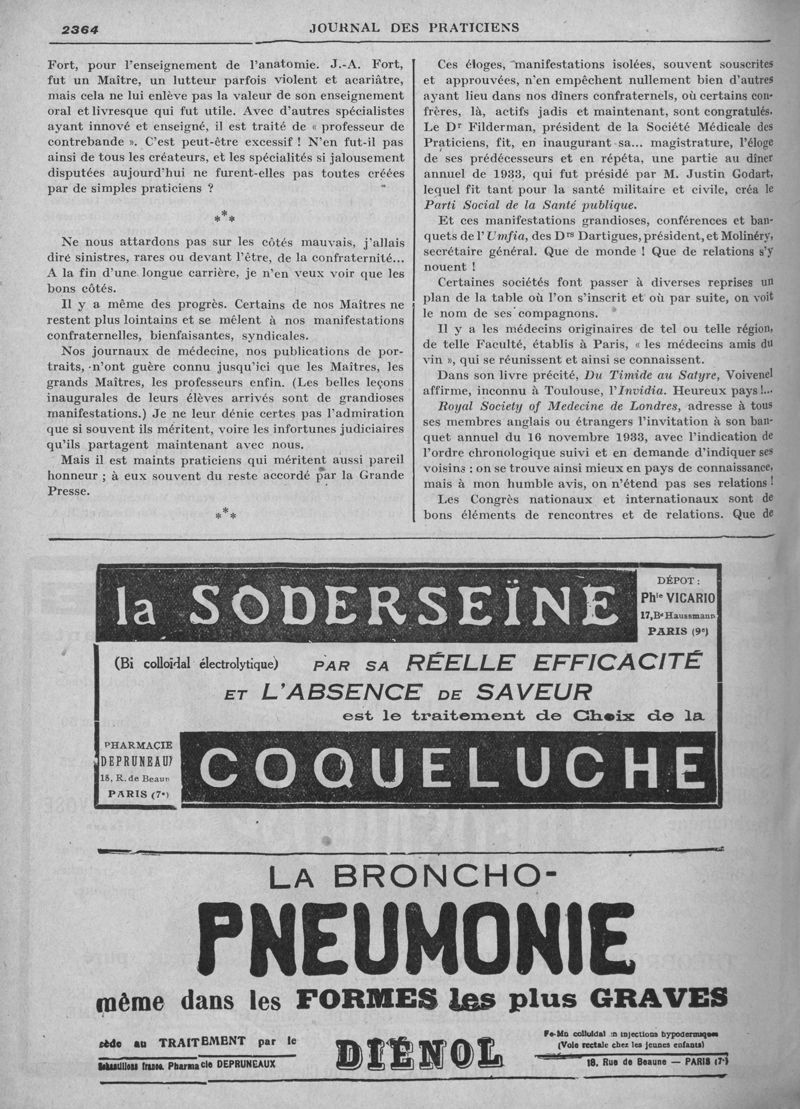 2364
JOURNAL DES PRATICIENS
Fort, pour l'enseignement de l'anatomie. J.-A. Fort,
fut un Maître, un lutteur parfois violent et acariâtre,
mais cela ne lui enlève pas la valeur de son enseignement
oral et livresque qui fut utile. Avec d'autres spécialistes
ayant innové et enseigné, il est traité de « professeur de
contrebande ». C'est peut-être excessif ! N'en fut-il pas
ainsi de tous les créateurs, et les spécialités si jalousement
disputées aujourd'hui ne furent-elles pas toutes créées
par de simples praticiens ?
***
Ne nous attardons pas sur les côtés mauvais, j'allais
dire sinistres, rares ou devant l'être, de la confraternité...
A la fin d'une longue carrière, je n'en veux voir que les
bons côtés.
Il y a même des progrès. Certains de nos Maîtres ne
restent plus lointains et se mêlent à nos manifestations
confraternelles, bienfaisantes, syndicales.
Nos journaux de médecine, nos publications de por-
traits, n'ont guère connu jusqu'ici que les Maîtres, les
grands Maîtres, les professeurs enfin. (Les belles leçons
inaugurales de leurs élèves arrivés sont de grandioses
manifestations.) Je ne leur dénie certes pas l'admiration
que si souvent ils méritent, voire les infortunes judiciaires
qu'ils partagent maintenant avec nous.
Mais il est maints praticiens qui méritent aussi pareil
honneur ; à eux souvent du reste accordé par la Grande
Presse.
***
Ces éloges, manifestations isolées, souvent souscrites
et approuvées, n'en empêchent nullement bien d'autres
ayant lieu dans nos dîners confraternels, où certains con-
frères, là, actifs jadis et maintenant, sont congratulés.
Le Dr Filderman, président de la Société Médicale des
Praticiens, fit, en inaugurant sa... magistrature, l'éloge
de ses prédécesseurs et en répéta, une partie au dîner
annuel de 1933, qui fut présidé par M. Justin Godart,
lequel fit tant pour la santé militaire et civile, créa le
Parti Social de la Santé publique.
Et ces manifestations grandioses, conférences et ban-
quets de l'Umfia, des Drs Dartigues, président, et Molinéry,
secrétaire général. Que de monde ! Que de relations s'y
nouent !
Certaines sociétés font passer à diverses reprises un
plan de la table où l'on s'inscrit et où par suite, on voit
le nom de ses compagnons.
Il y a les médecins originaires de tel ou telle région,
de telle Faculté, établis à Paris, « les médecins amis du
vin », qui se réunissent et ainsi se connaissent.
Dans son livre précité, Du Timide au Satyre, Voivenel
affirme, inconnu à Toulouse, l'Invidia. Heureux pays !...
Royal Society of Medecine de Londres, adresse à tous
ses membres anglais ou étrangers l'invitation à son ban-
quet annuel du 16 novembre 1933, avec l'indication de
l'ordre chronologique suivi et en demande d'indiquer ses
voisins : on se trouve ainsi mieux en pays de connaissance,
mais à mon humble avis, on n'étend pas ses relations !
Les Congrès nationaux et internationaux sont de
bons éléments de rencontres et de relations. Que de
la SODERSEÏNE
DÉPOT :
Phie VICARIO
17, Bd Haussmann
PARIS (9e)
(Bi colloïdal électrolytique) PAR SA RÉELLE EFFICACITÉ
ET L'ABSENCE DE SAVEUR
est le traitement de Choix de la
PHARMACIE
DEPRUNEAUX
18, R. de Beaune
PARIS (7e)
COQUELUCHE
LA BRONCHO-
PNEUMONIE
même dans les FORMES les plus GRAVES
cède au TRAITEMENT par le
Echantillons franco. Pharmacie DEPRUNEAUX
DIÉNOL
Fe-Mn colloïdal en injections hypodermiques
(Voie rectale chez les jeunes enfants)
18, Rue de Beaune — PARIS (7e)